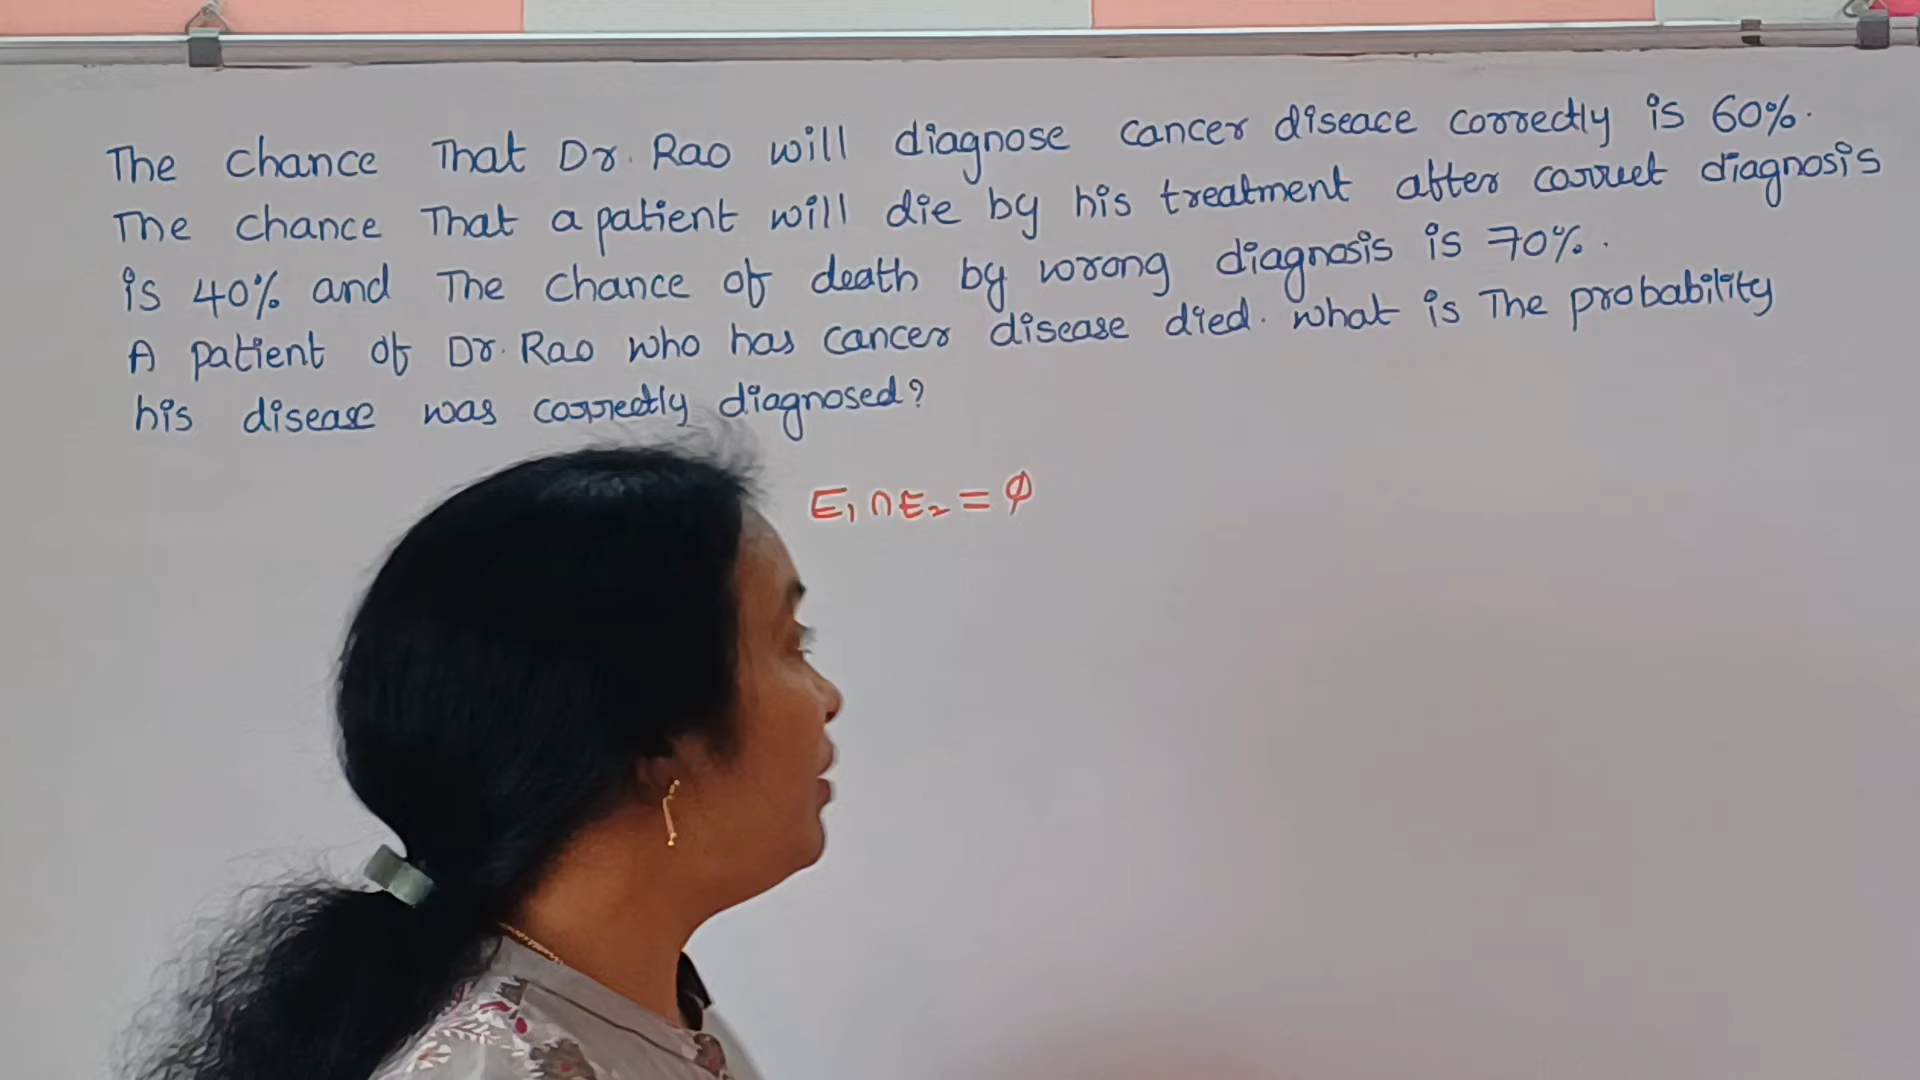 The chance That Dr. Rao will diagnose cancer diseace correctly is 60%.
The chance That a patient will die by his treatment after correct diagnosis
is 40% and The chance of death by wrong diagnosis is 70%.
A patient of Dr. Rao who has cancer disease died. what is The probability
his disease was correctly diagnosed?
E₁ ∩ E₂ = φ